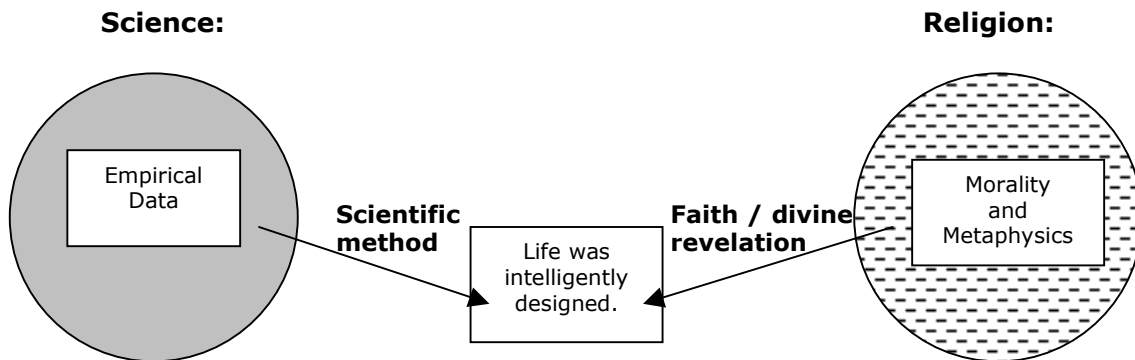 Science:
Religion:
Empirical
Data
Scientific
method
Life was
intelligently
designed.
Faith / divine
revelation
Morality
and
Metaphysics